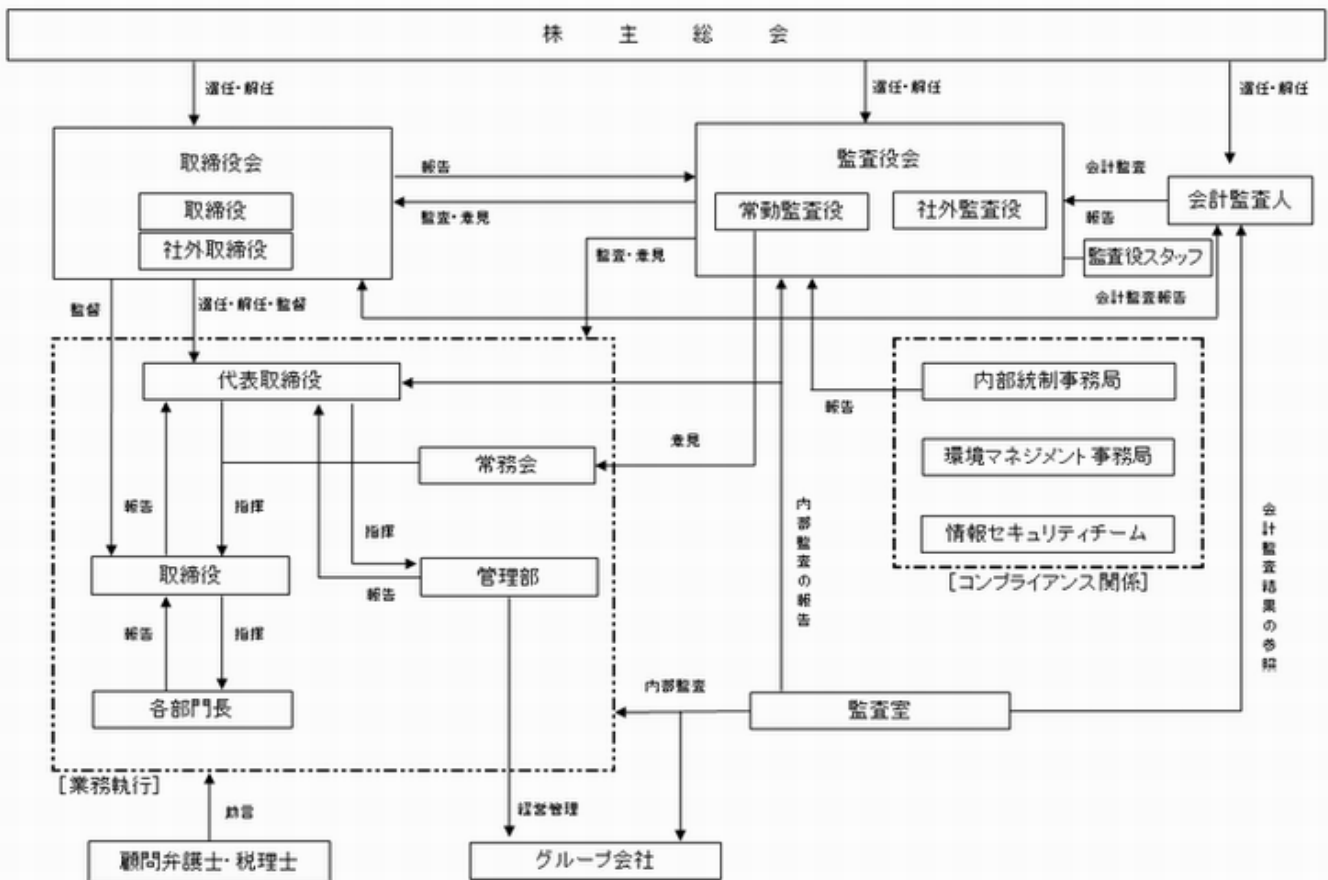 株主総会
選任・解任
選任・解任
選任・解任
取締役会
取締役
社外取締役
報告
監査・意見
監査役会
常勤監査役
社外監査役
会計監査
報告
会計監査人
監査役スタッフ
監査・意見
会計監査報告
監督
選任・解任・監督
代表取締役
内部統制事務局
報告
常務会
意見
環境マネジメント事務局
報告
指揮
指揮
内部監査の報告
会計監査結果の参照
情報セキュリティチーム
[コンプライアンス関係]
取締役
管理部
報告
報告
指揮
各部門長
内部監査
監査室
[業務執行]
助言
経営管理
顧問弁護士・税理士
グループ会社